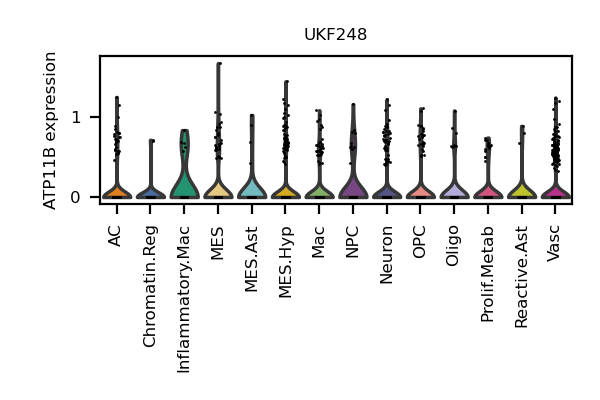 UKF248
ATP11B expression
1
0
AC
Chromatin.Reg
Inflammatory.Mac
MES
MES.Ast
MES.Hyp
Mac
NPC
Neuron
OPC
Oligo
Prolif.Metab
Reactive.Ast
Vasc